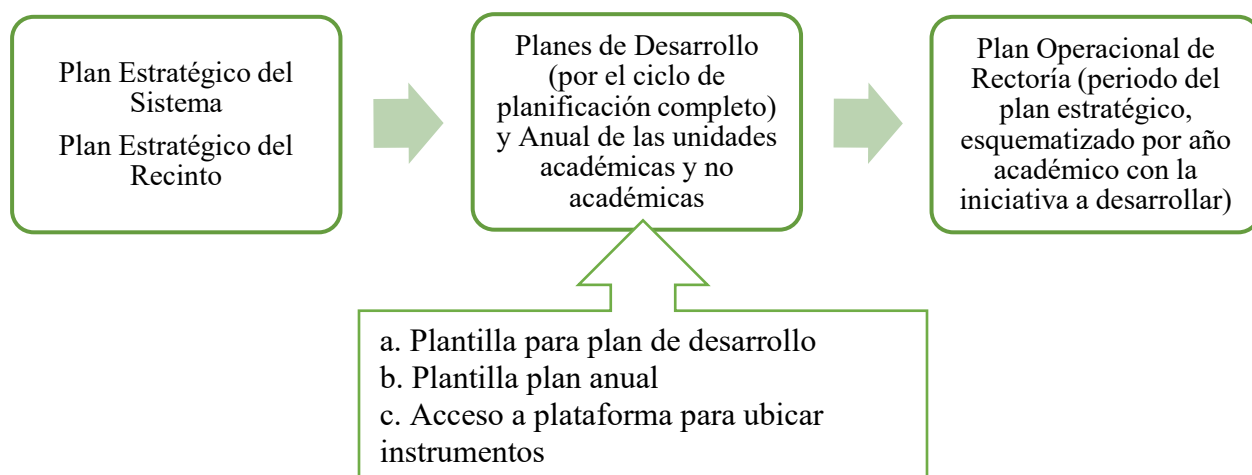 Plan Estratégico del
Sistema
Plan Estratégico del
Recinto
Planes de Desarrollo
(por el ciclo de
planificación completo)
y Anual de las unidades
académicas y no
académicas
Plan Operacional de
Rectoría (periodo del
plan estratégico,
esquematizado por año
académico con la
iniciativa a desarrollar)
a. Plantilla para plan de desarrollo
b. Plantilla plan anual
c. Acceso a plataforma para ubicar
instrumentos